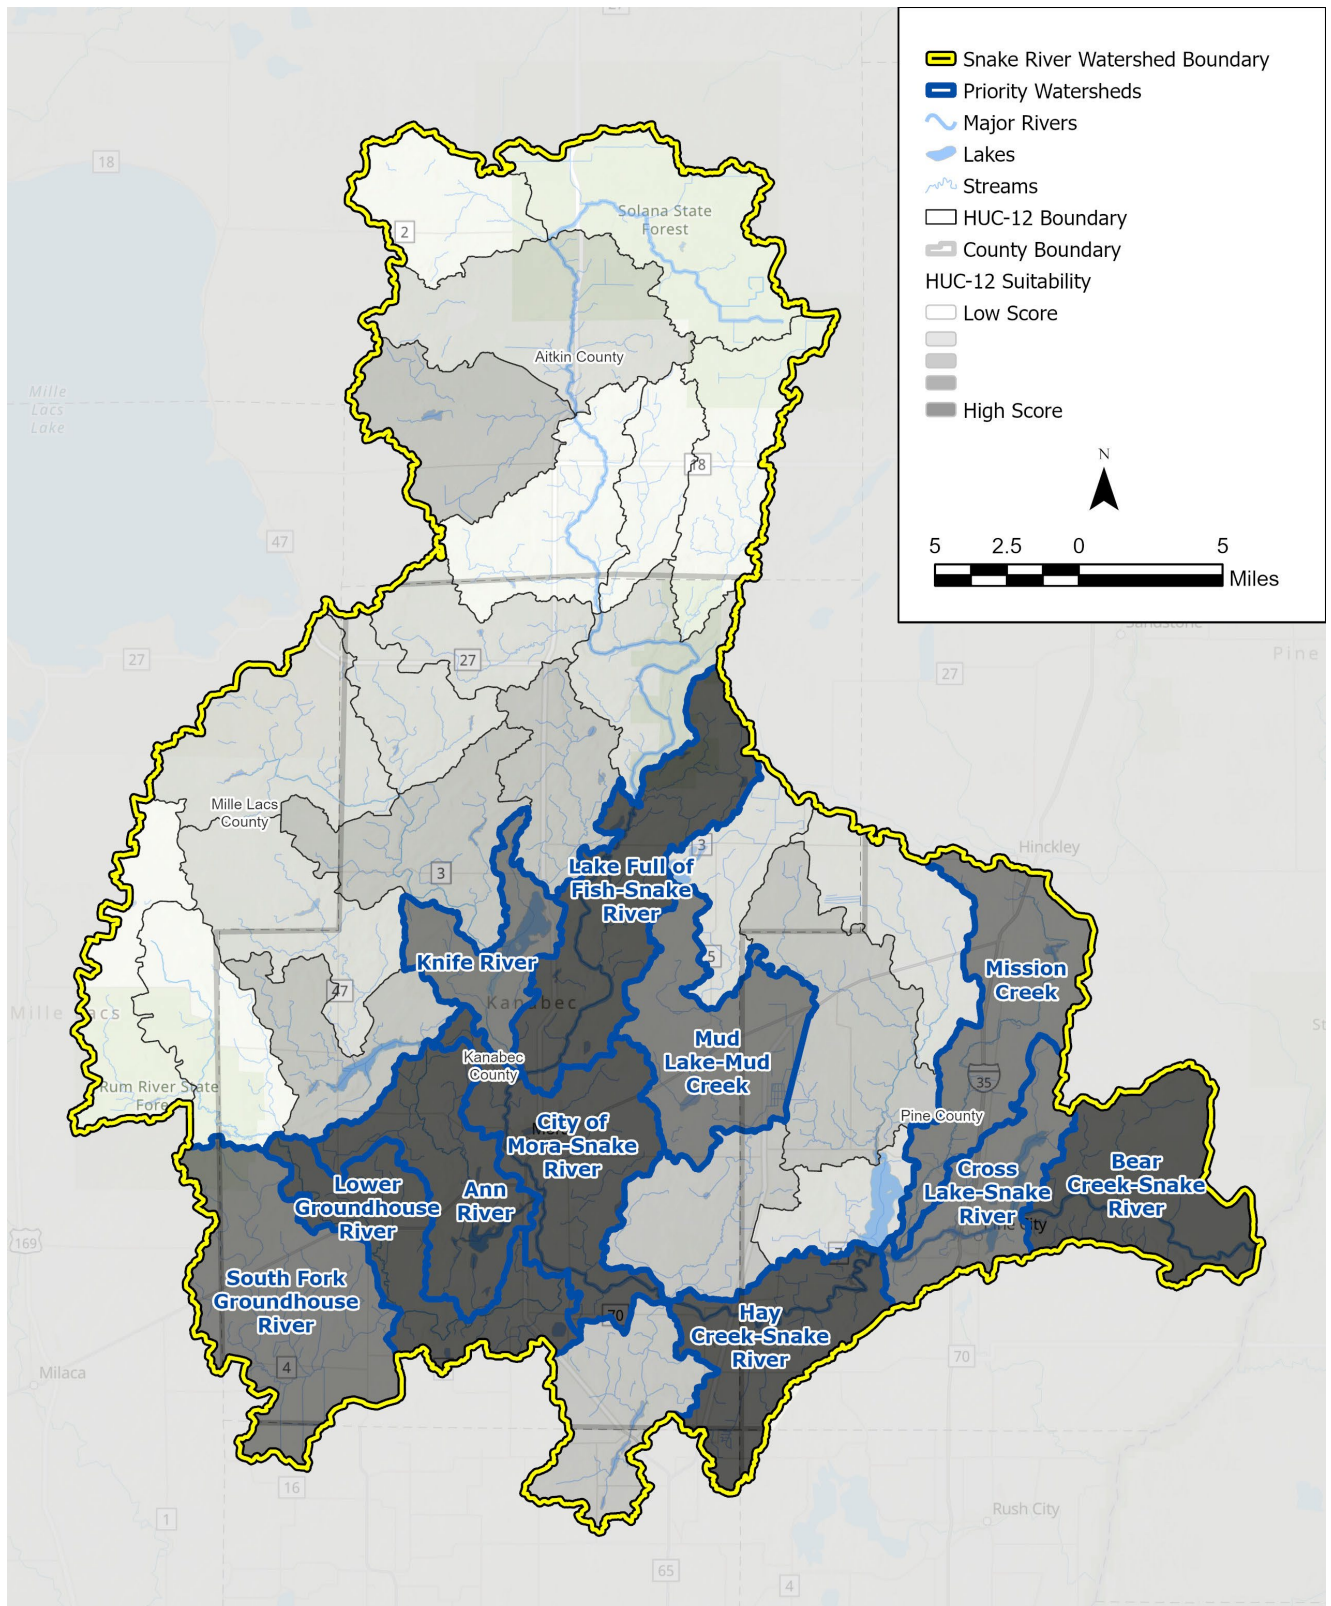 Snake River Watershed Boundary
Priority Watersheds
Major Rivers
Lakes
Streams
HUC-12 Boundary
County Boundary
HUC-12 Suitability
Low Score
High Score
N
5 2.5 0 5
Miles
18
Solana State
Forest
2
Aitkin County
Mille
Lacs
Lake
18
47
Sandstone
27
27
27
Pine
Mille Lacs
County
3
Hinckley
3
Lake Full of
Fish-Snake
River
Knife River
5
Mission
Creek
47
Kanabec
Mille Lacs
Mud
Lake-Mud
Creek
Kanabec
County
35
Rum River State
Pine County
City of
Mora-Snake
River
Lower
Groundhouse
River
Ann
River
Cross
Lake-Snake
River
Bear
Creek-Snake
River
Pine City
169
South Fork
Groundhouse
River
70
Hay
Creek-Snake
River
4
70
Milaca
16
Rush City
1
65
4